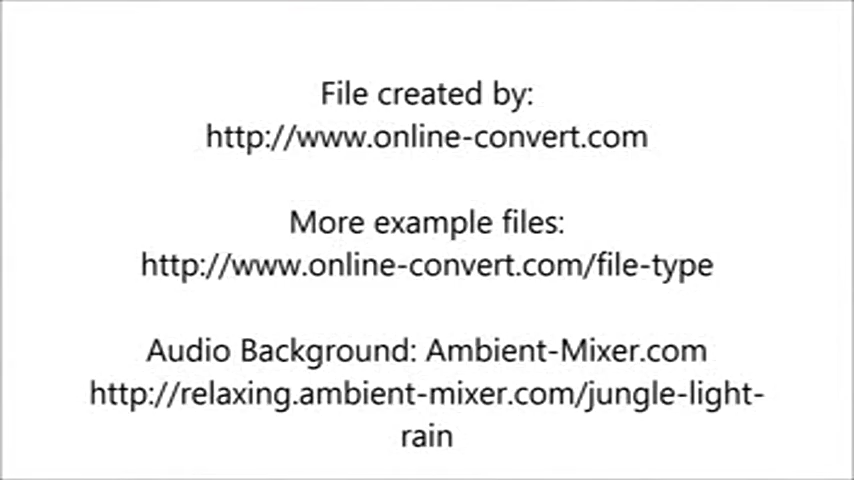 File created by:
http://www.online-convert.com
More example files:
http://www.online-convert.com/file-type
Audio Background: Ambient-Mixer.com
http://relaxing.ambient-mixer.com/jungle-light-
rain